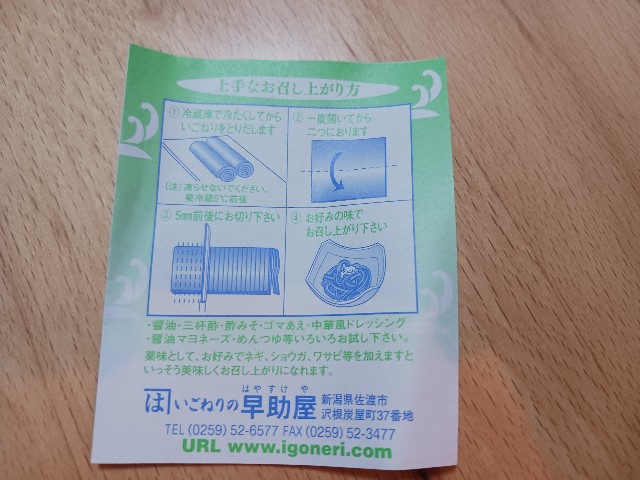 上手なお召し上がり方
① 冷蔵庫で冷たくしてから
いごねりをとりだします
(注)凍らせないでください。
要冷蔵5℃前後
② 一度開いてから
二つにおります
③ 5mm前後にお切り下さい
④ お好みの味で
お召し上がり下さい
・醤油・三杯酢・酢みそ・ゴマあえ・中華風ドレッシング
・醤油マヨネーズ・めんつゆ等いろいろお試し下さい。
薬味として、お好みでネギ、ショウガ、ワサビ等を加えますと
いっそう美味しくお召し上がりになれます。
はやすけや
は いごねりの 早助屋
新潟県佐渡市
沢根炭屋町37番地
TEL (0259) 52-6577 FAX (0259) 52-3477
URL www.igoneri.com